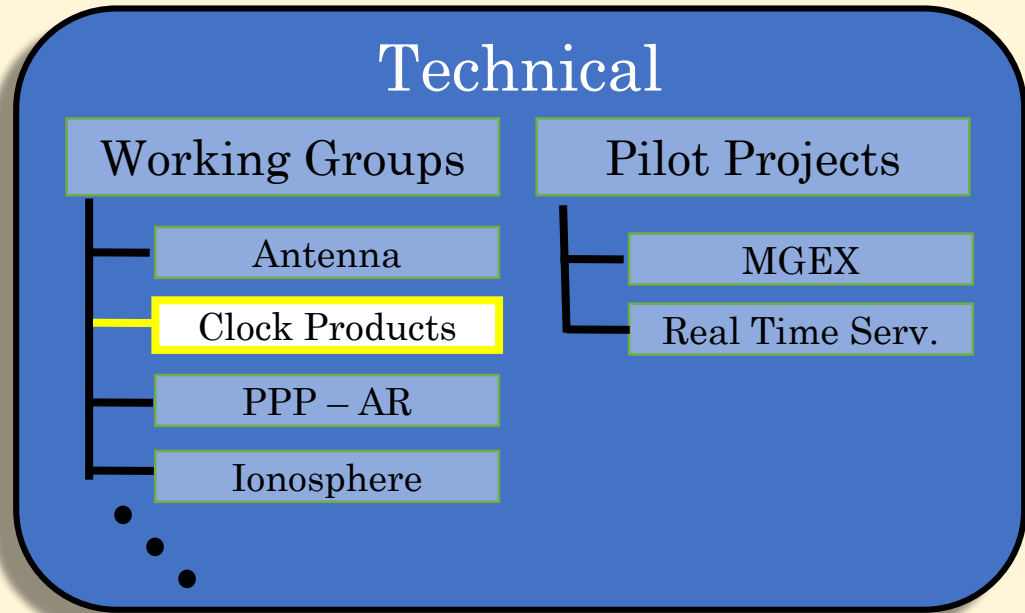 Technical
Working Groups
Antenna
Clock Products
PPP – AR
Ionosphere
Pilot Projects
MGEX
Real Time Serv.